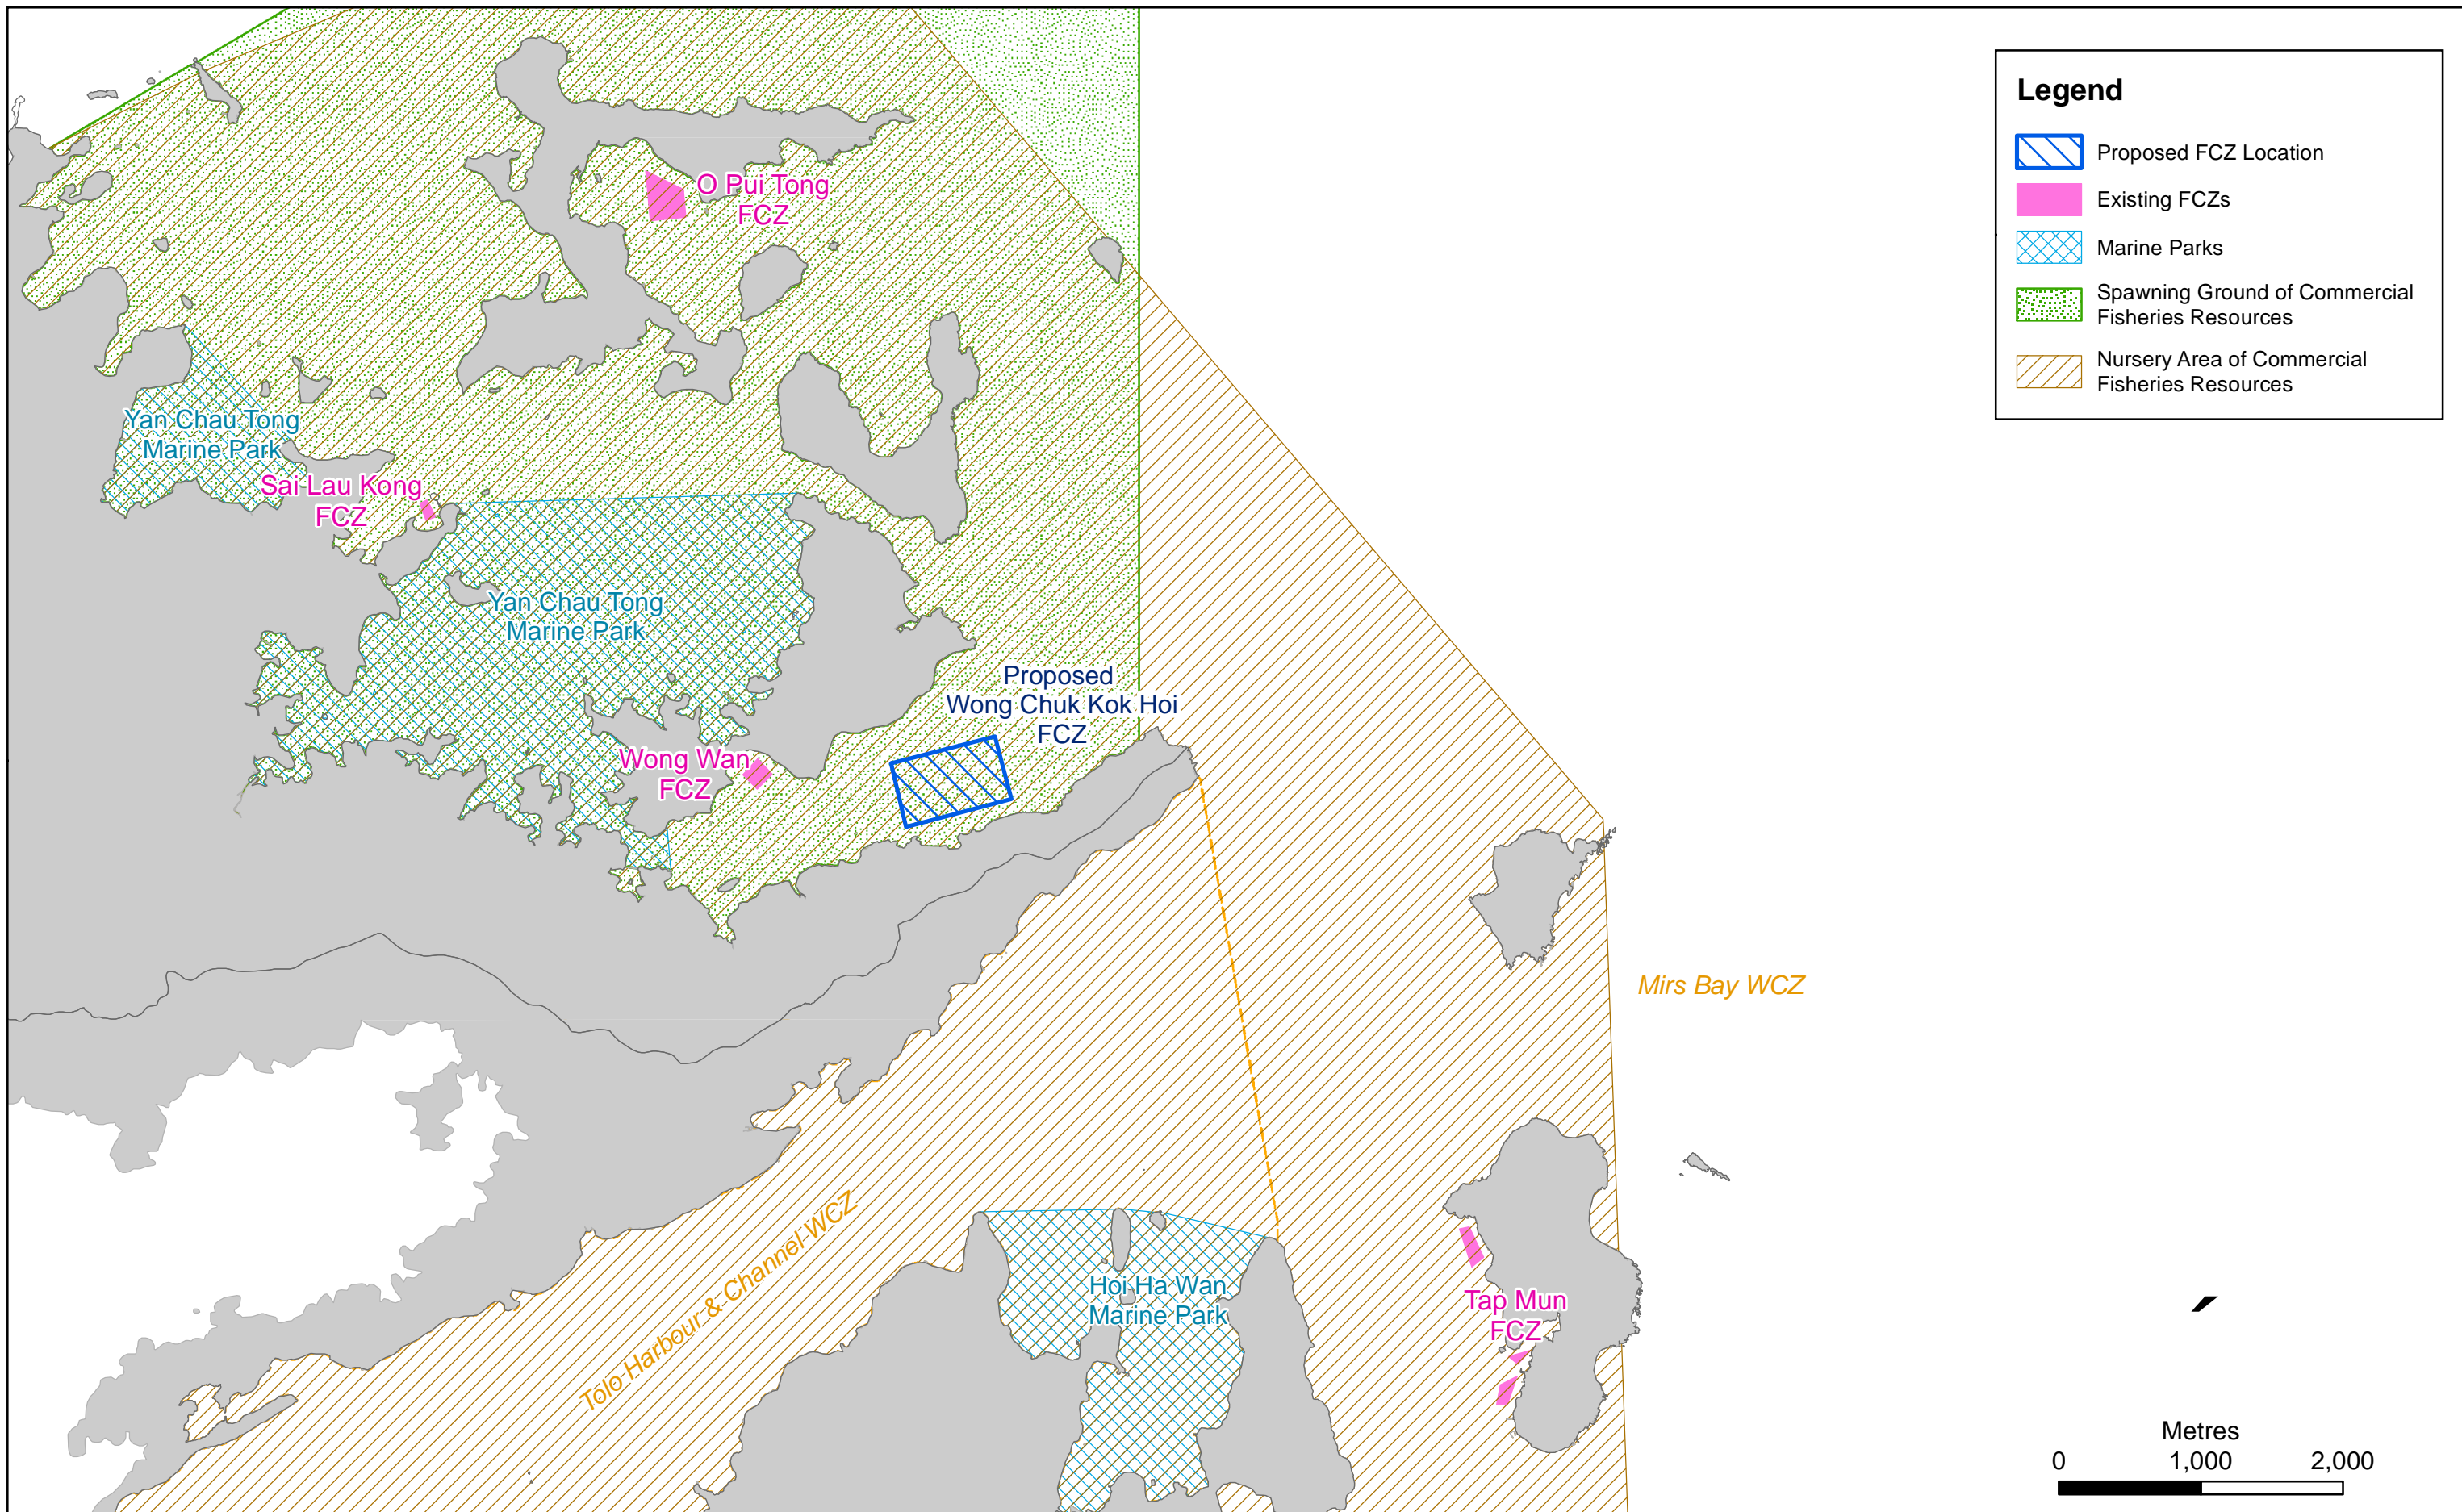 Legend
Proposed FCZ Location
Existing FCZs
Marine Parks
Spawning Ground of Commercial
Fisheries Resources
Nursery Area of Commercial
Fisheries Resources
O Pui Tong
FCZ
Yan Chau Tong
Marine Park
Sai Lau Kong
FCZ
Yan Chau Tong
Marine Park
Proposed
Wong Chuk Kok Hoi
FCZ
Wong Wan
FCZ
Mirs Bay WCZ
Tolo Harbour & Channel WCZ
Hoi Ha Wan
Marine Park
Tap Mun
FCZ
Metres
0 1,000 2,000